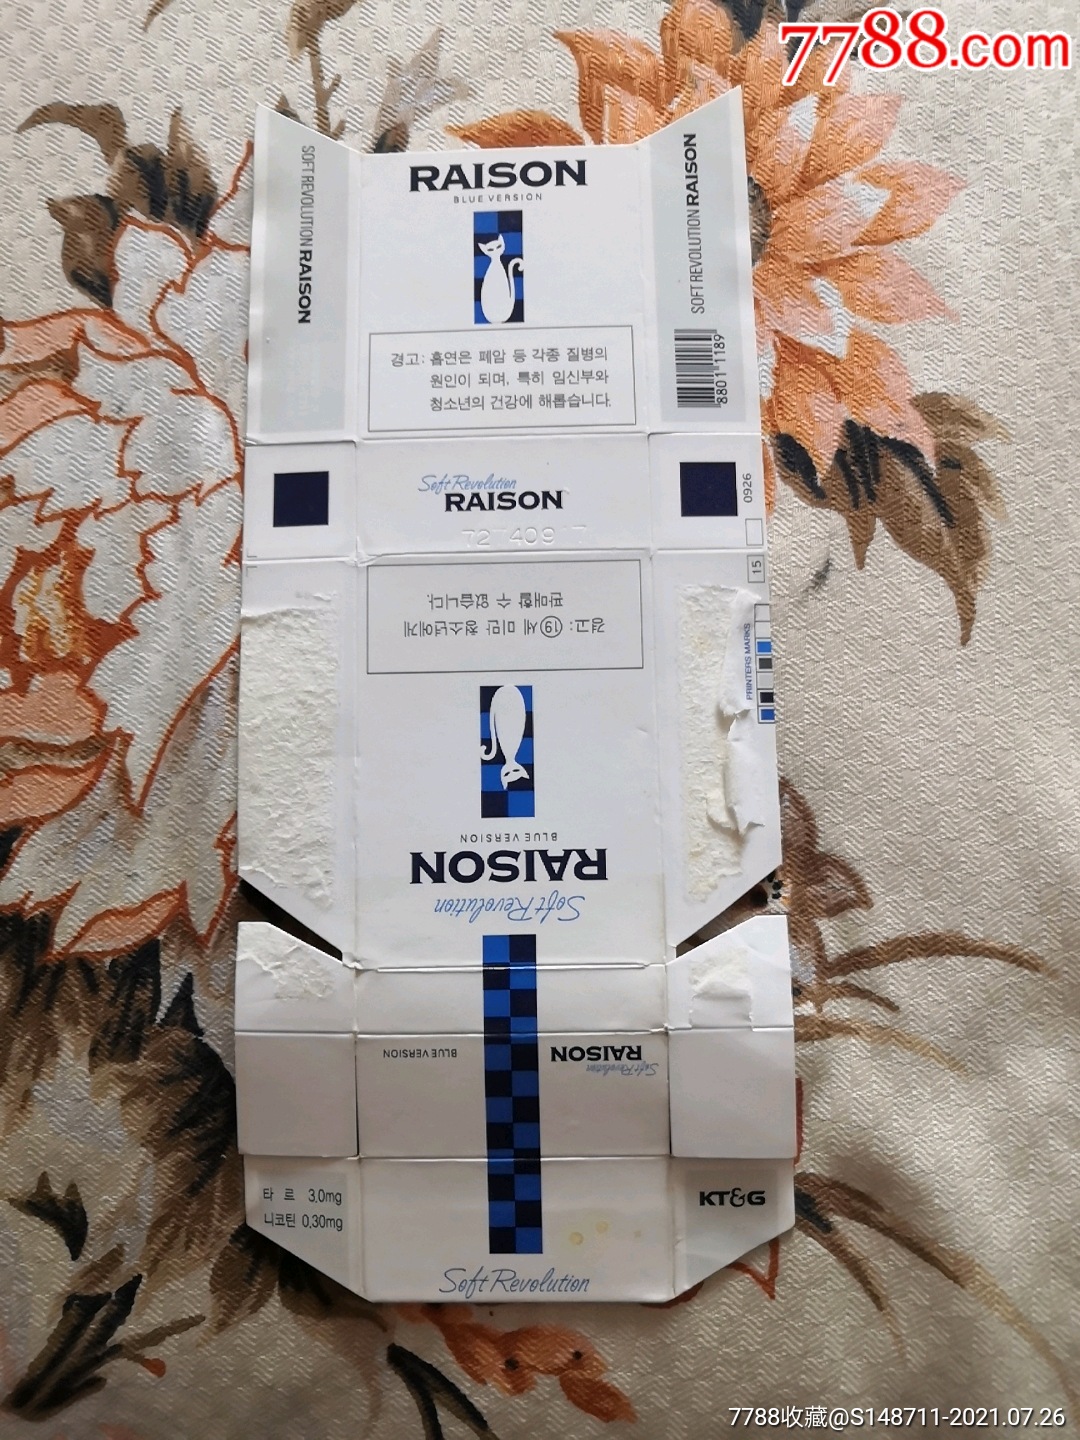 7788.com
SOFT REVOLUTION RAISON
RAISON
BLUE VERSION
SOFT REVOLUTION RAISON
경고: 흡연은 폐암 등 각종 질병의
원인이 되며, 특히 임신부와
청소년의 건강에 해롭습니다.
8801 1189
Soft Revolution
RAISON
72 409 7
0926
15
경고: 19세 미만 청소년에게
판매할 수 없습니다.
PRINTERS MARKS
Soft Revolution
RAISON
BLUE VERSION
Soft Revolution
RAISON
BLUE VERSION
타 르 3.0mg
니코틴 0.30mg
KT&G
Soft Revolution
7788收藏@S148711-2021.07.26